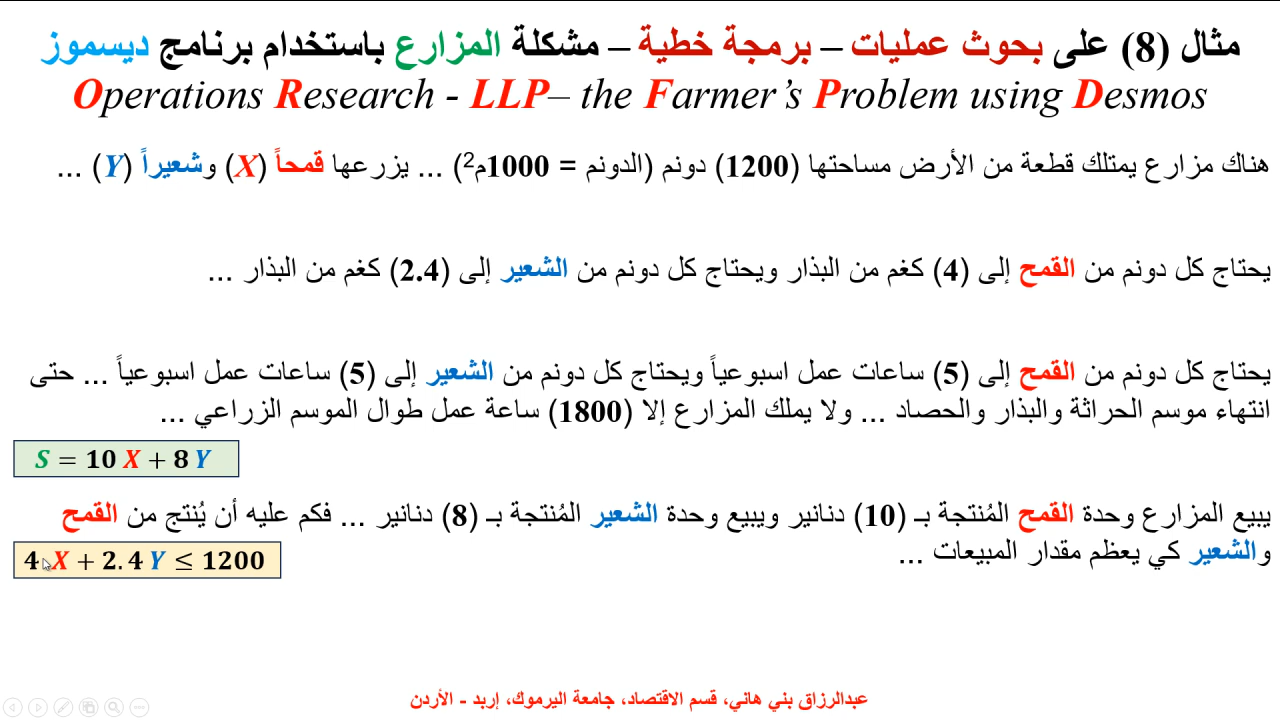 مثال (8) على بحوث عمليات – برمجة خطية – مشكلة المزارع باستخدام برنامج ديسموز
Operations Research - LLP– the Farmer’s Problem using Desmos
هناك مزارع يمتلك قطعة من الأرض مساحتها (1200) دونم (الدونم = 1000م2) ... يزرعها قمحاً (X) وشعيراً (Y) ...
يحتاج كل دونم من القمح إلى (4) كغم من البذار ويحتاج كل دونم من الشعير إلى (2.4) كغم من البذار ...
يحتاج كل دونم من القمح إلى (5) ساعات عمل اسبوعياً ويحتاج كل دونم من الشعير إلى (5) ساعات عمل اسبوعياً ... حتى
انتهاء موسم الحراثة والبذار والحصاد ... ولا يملك المزارع إلا (1800) ساعة عمل طوال الموسم الزراعي ...
S = 10 X + 8 Y
يبيع المزارع وحدة القمح المُنتجة بـ (10) دنانير ويبيع وحدة الشعير المُنتجة بـ (8) دنانير ... فكم عليه أن يُنتج من القمح
والشعير كي يعظم مقدار المبيعات ...
4 X + 2.4 Y ≤ 1200
عبدالرزاق بني هاني، قسم الاقتصاد، جامعة اليرموك، إربد - الأردن